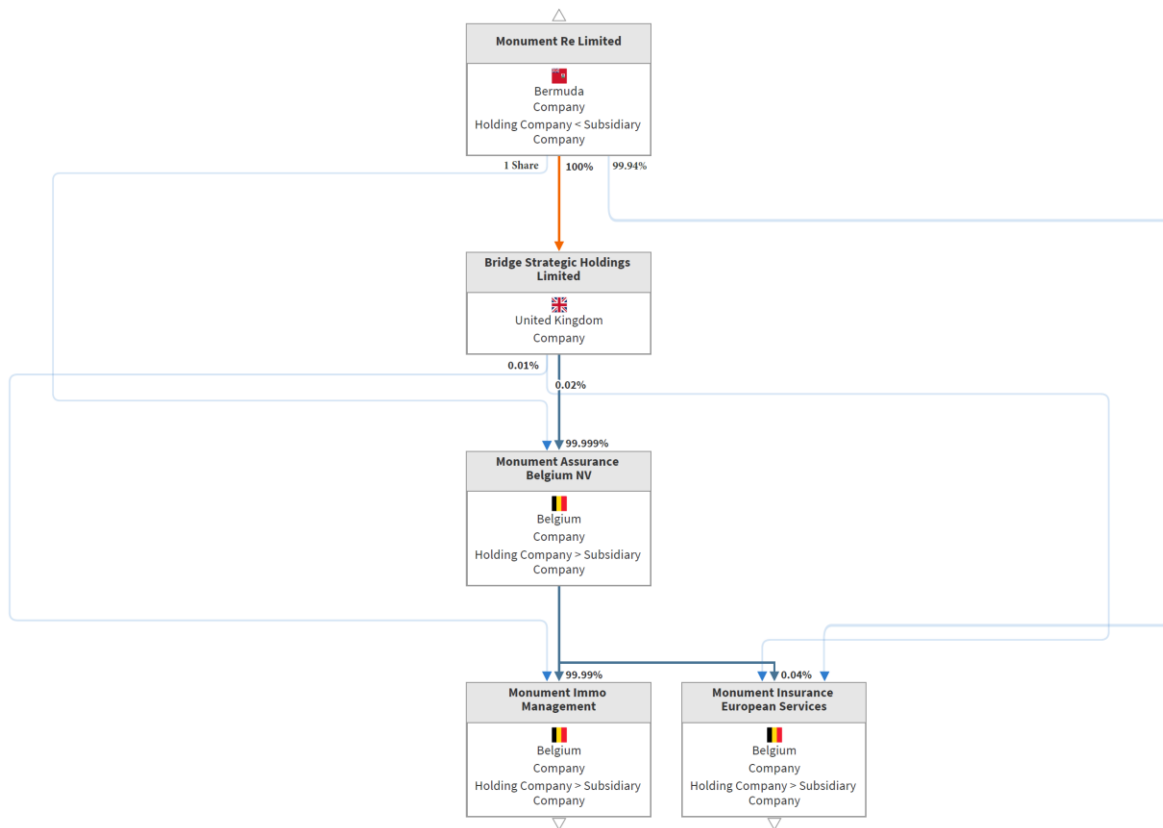 Monument Re Limited
Bermuda
Company
Holding Company < Subsidiary
Company
1 Share
100%
99.94%
Bridge Strategic Holdings
Limited
United Kingdom
Company
0.01%
0.02%
99.999%
Monument Assurance
Belgium NV
Belgium
Company
Holding Company > Subsidiary
Company
99.99%
0.04%
Monument Immo
Management
Belgium
Company
Holding Company > Subsidiary
Company
Monument Insurance
European Services
Belgium
Company
Holding Company > Subsidiary
Company